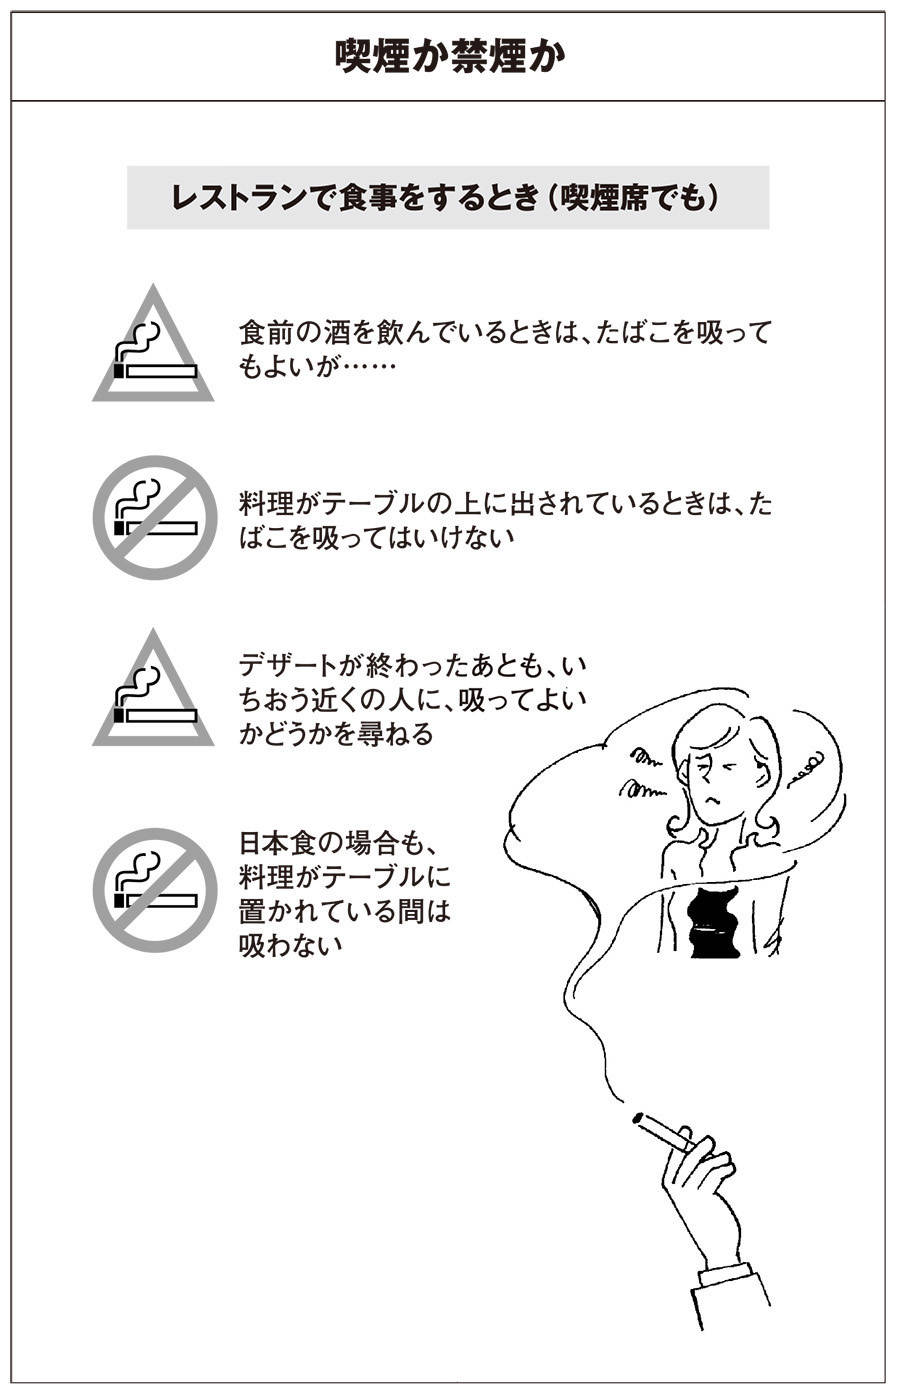 喫煙か禁煙か
レストランで食事をするとき（喫煙席でも）
食前の酒を飲んでいるときは、たばこを吸って
もよいが……
料理がテーブルの上に出されているときは、た
ばこを吸ってはいけない
デザートが終わったあとも、い
ちおう近くの人に、吸ってよい
かどうかを尋ねる
日本食の場合も、
料理がテーブルに
置かれている間は
吸わない